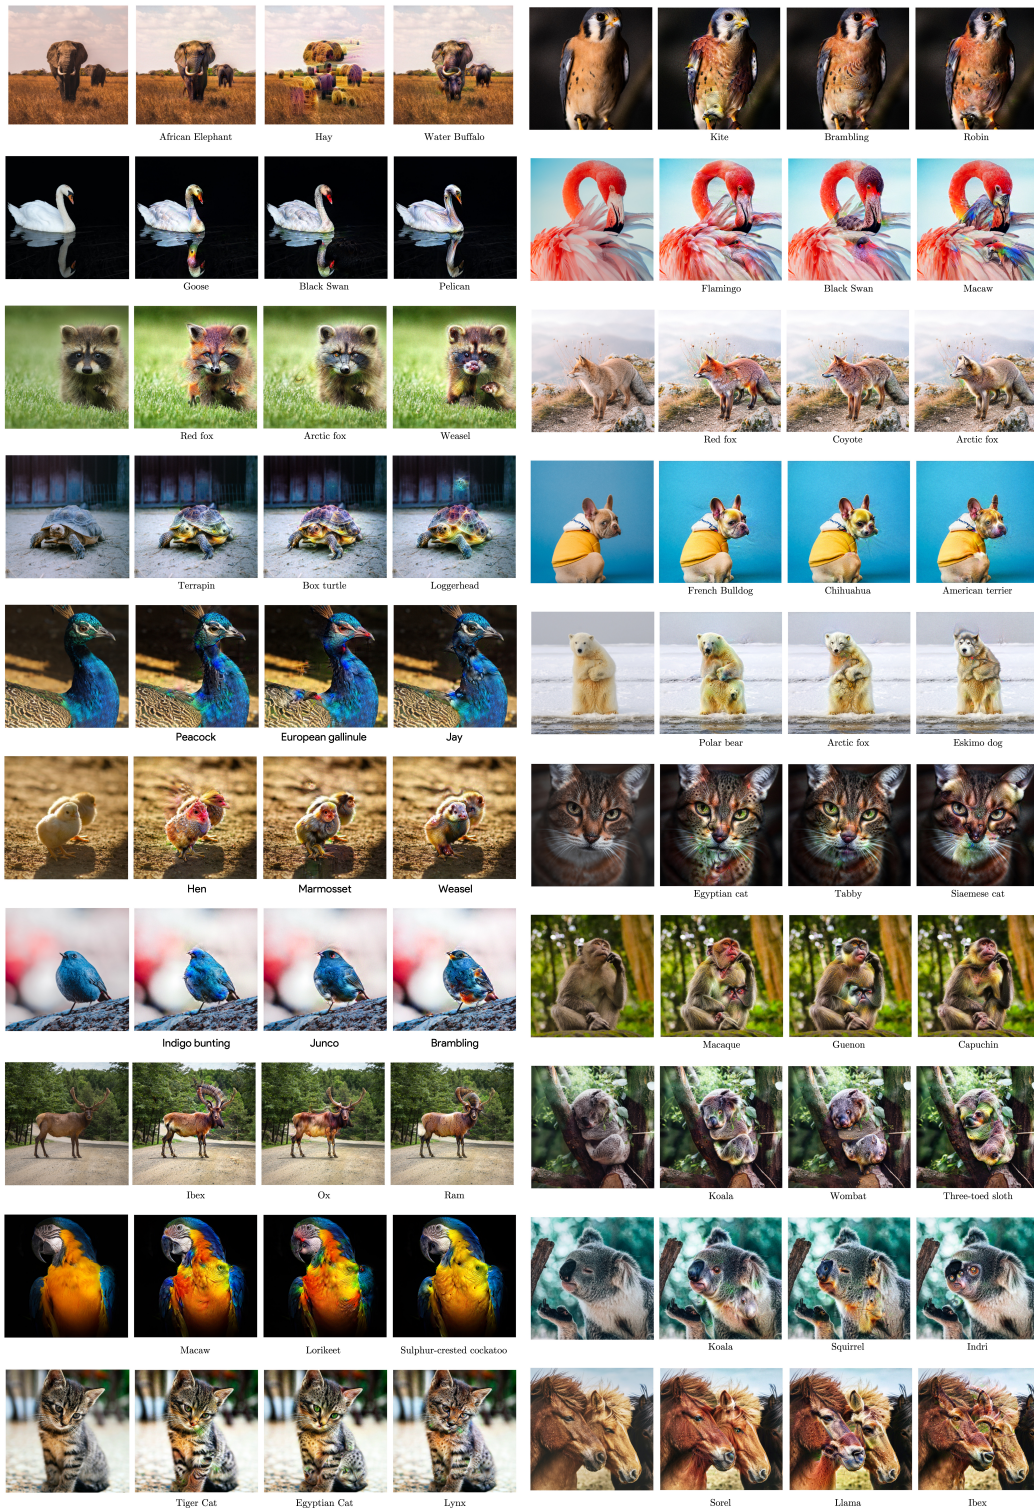 African Elephant
Hay
Water Buffalo
Kite
Brambling
Robin
Goose
Black Swan
Pelican
Flamingo
Black Swan
Macaw
Red fox
Arctic fox
Weasel
Red fox
Coyote
Arctic fox
Terrapin
Box turtle
Loggerhead
French Bulldog
Chihuahua
American terrier
Peacock
European gallinule
Jay
Polar bear
Arctic fox
Eskimo dog
Hen
Marmosset
Weasel
Egyptian cat
Tabby
Siaemese cat
Indigo bunting
Junco
Brambling
Macaque
Guenon
Capuchin
Ibex
Ox
Ram
Koala
Wombat
Three-toed sloth
Macaw
Lorikeet
Sulphur-crested cockatoo
Koala
Squirrel
Indri
Tiger Cat
Egyptian Cat
Lynx
Sorel
Llama
Ibex